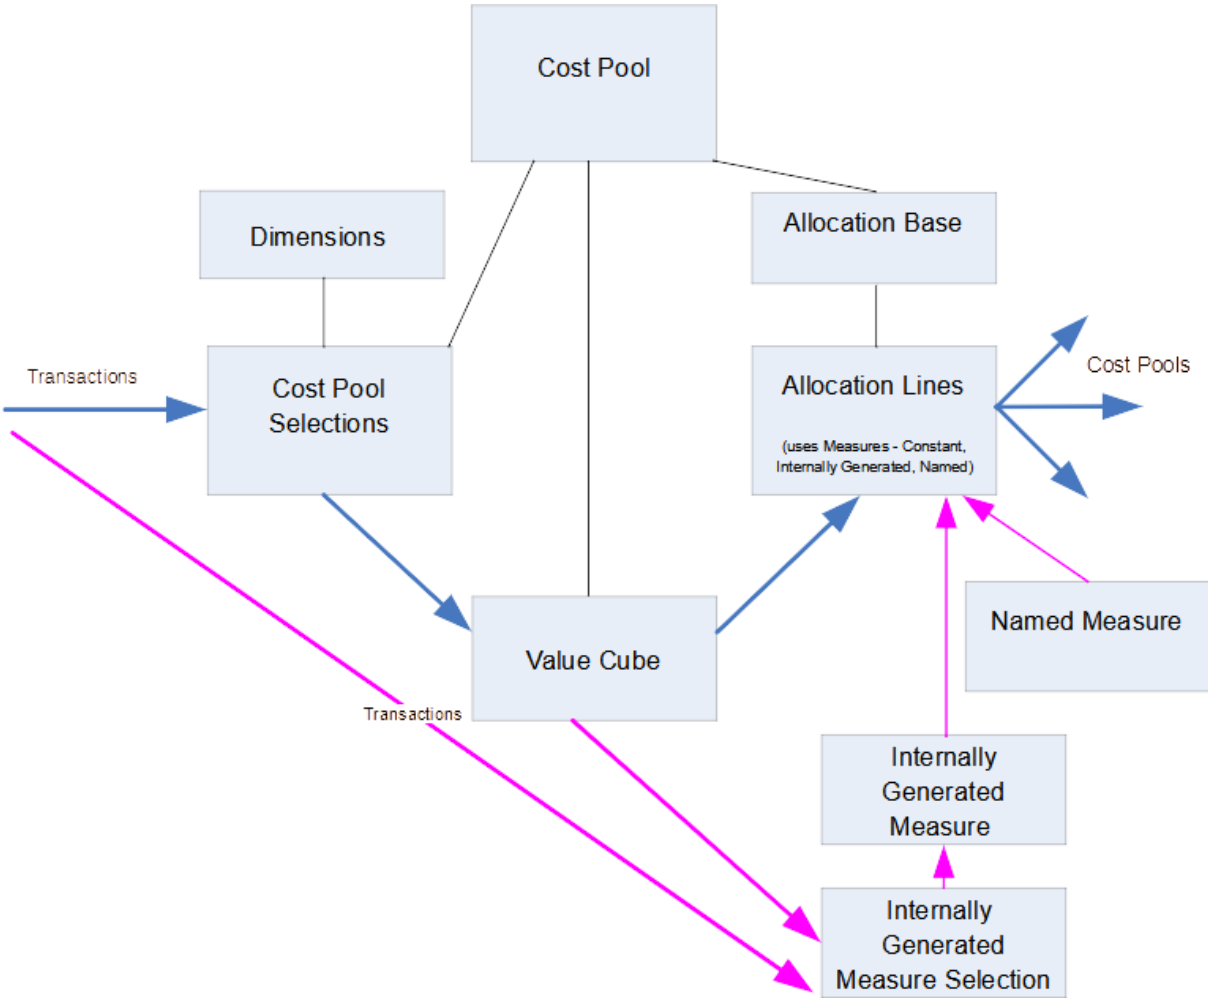 Cost Pool
Dimensions
Allocation Base
Transactions
Cost Pool
Selections
Allocation Lines
(uses Measures - Constant,
Internally Generated, Named)
Cost Pools
Named Measure
Value Cube
Transactions
Internally
Generated
Measure
Internally
Generated
Measure Selection